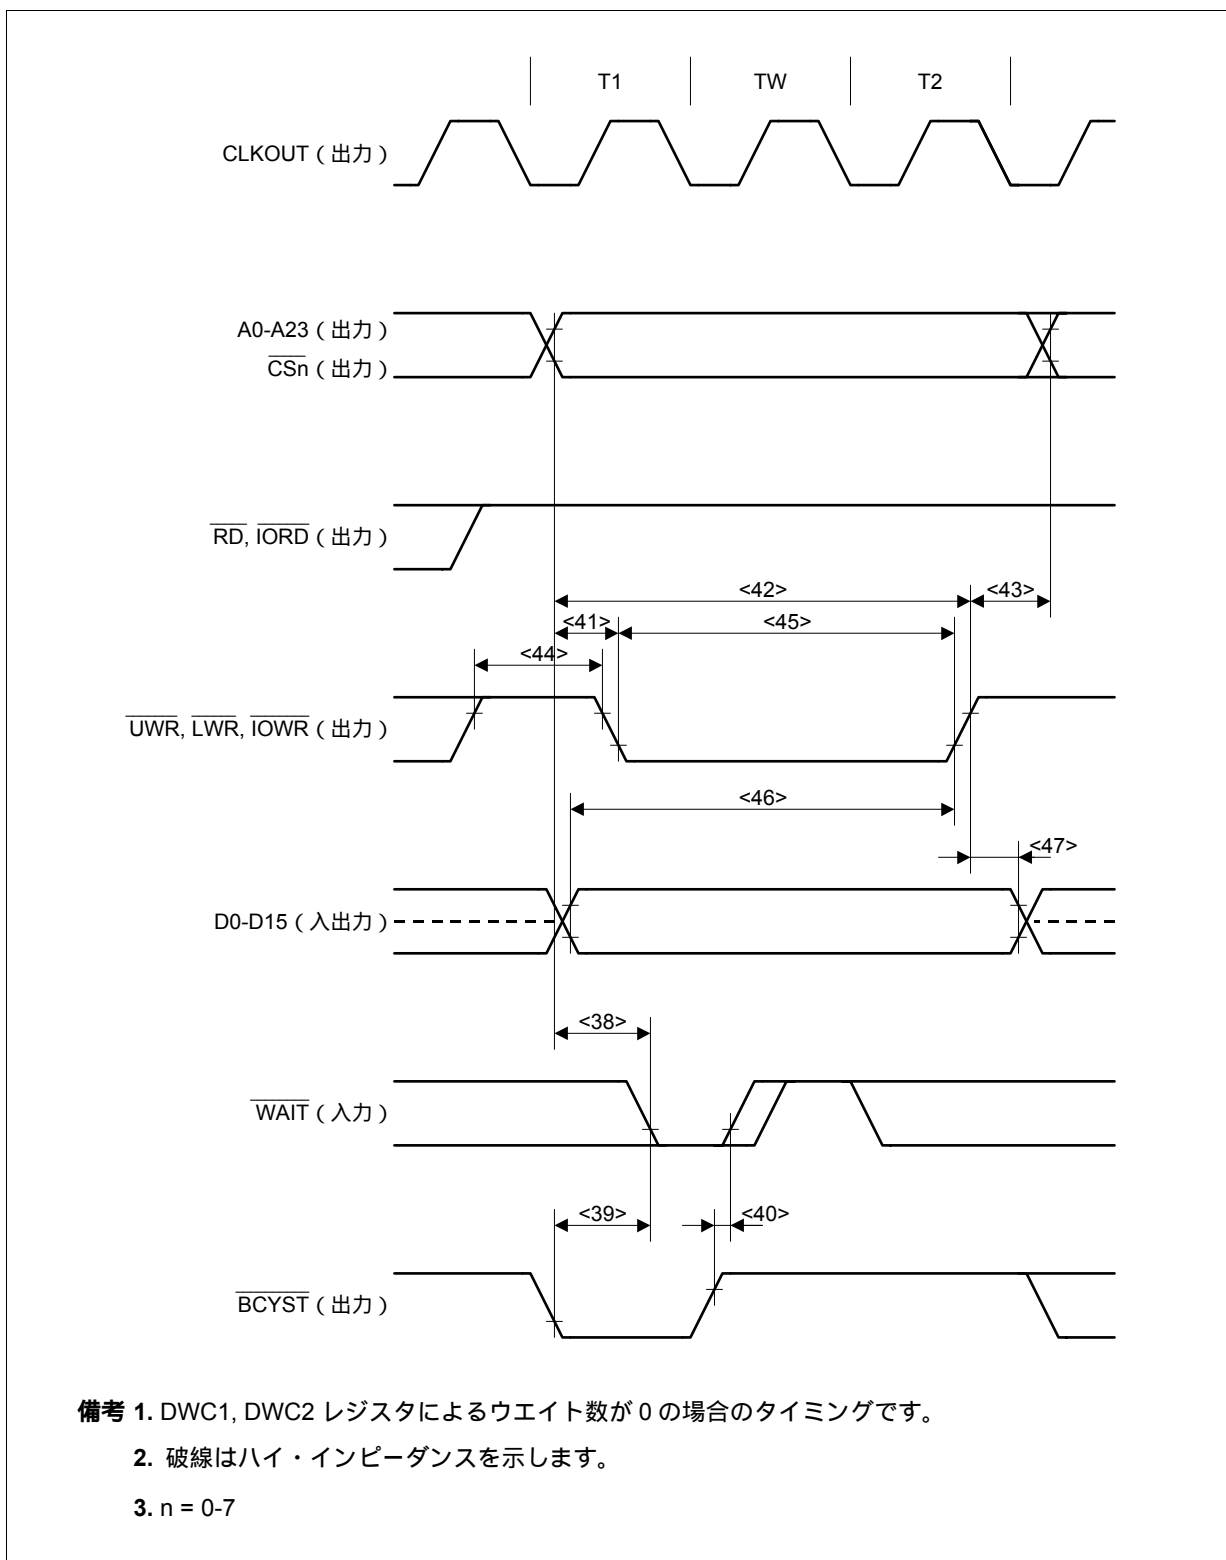 T1 TW T2
CLKOUT（出力）
A0-A23（出力）
CSn（出力）
RD, IORD（出力）
<42> <43>
<41> <45>
<44>
UWR, LWR, IOWR（出力）
<46>
<47>
D0-D15（入出力）
<38>
WAIT（入力）
<39> <40>
BCYST（出力）
備考 1. DWC1, DWC2 レジスタによるウエイト数が 0 の場合のタイミングです。
2. 破線はハイ・インピーダンスを示します。
3. n = 0-7